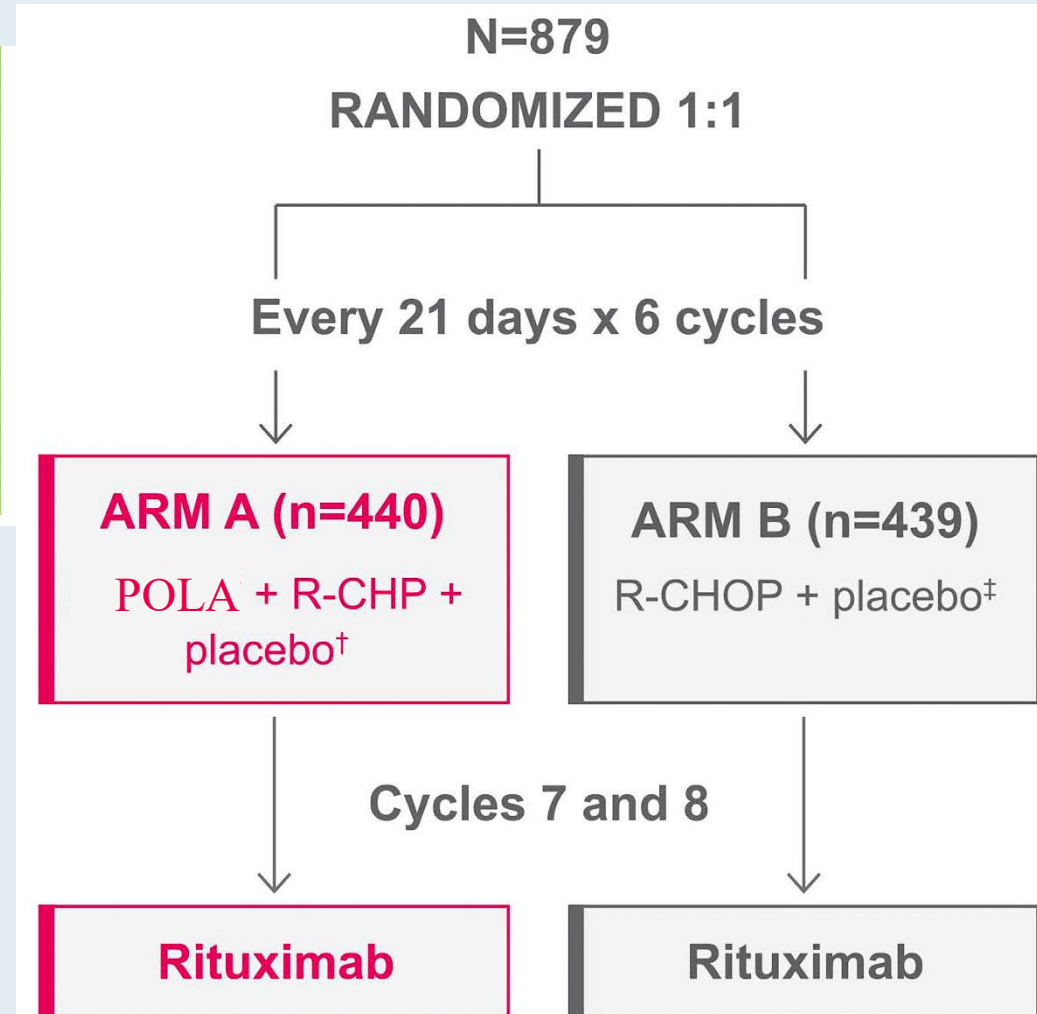 N=879
RANDOMIZED 1:1
Every 21 days x 6 cycles
ARM A (n=440)
POLA + R-CHP +
placebo†
ARM B (n=439)
R-CHOP + placebo‡
Cycles 7 and 8
Rituximab
Rituximab